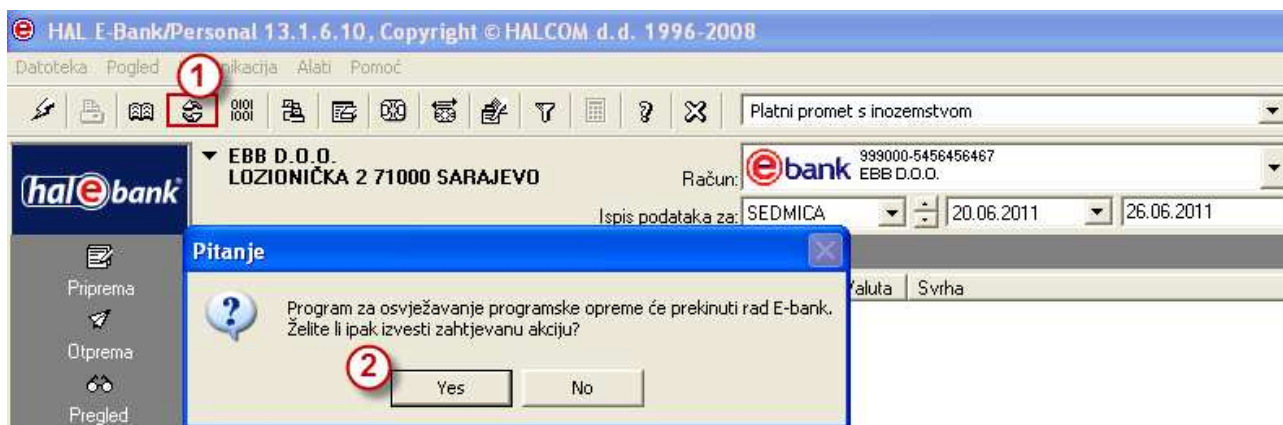 HAL E-Bank/Personal 13.1.6.10, Copyright © HALCOM d.d. 1996-2008
Datoteka Pogled nikacija Alati Pomoć
1
Platni promet s inozemstvom
EBB D.O.O.
LOZIONIČKA 2 71000 SARAJEVO
hal e bank
Račun:
ebank
999000-5456456467
EBB D.O.O.
Ispis podataka za: SEDMICA 20.06.2011 26.06.2011
Priprema
Otprema
Pregled
Pitanje
Valuta Svrha
Program za osvježavanje programske opreme će prekinuti rad E-bank.
Želite li ipak izvesti zahtjevanu akciju?
2
Yes No